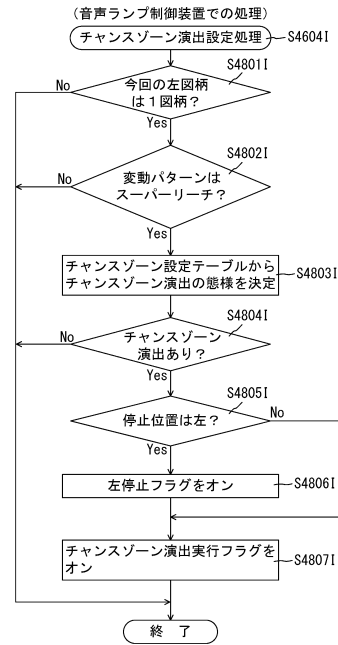 (音声ランプ制御装置での処理)
チャンスゾーン演出設定処理
S4604I
S4801I
今回の左図柄
は1図柄?
No
Yes
S4802I
変動パターンは
スーパーリーチ?
No
Yes
チャンスゾーン設定テーブルから
チャンスゾーン演出の態様を決定
S4803I
S4804I
チャンスゾーン
演出あり?
No
Yes
S4805I
停止位置は左?
No
Yes
左停止フラグをオン
S4806I
チャンスゾーン演出実行フラグを
オン
S4807I
終 了